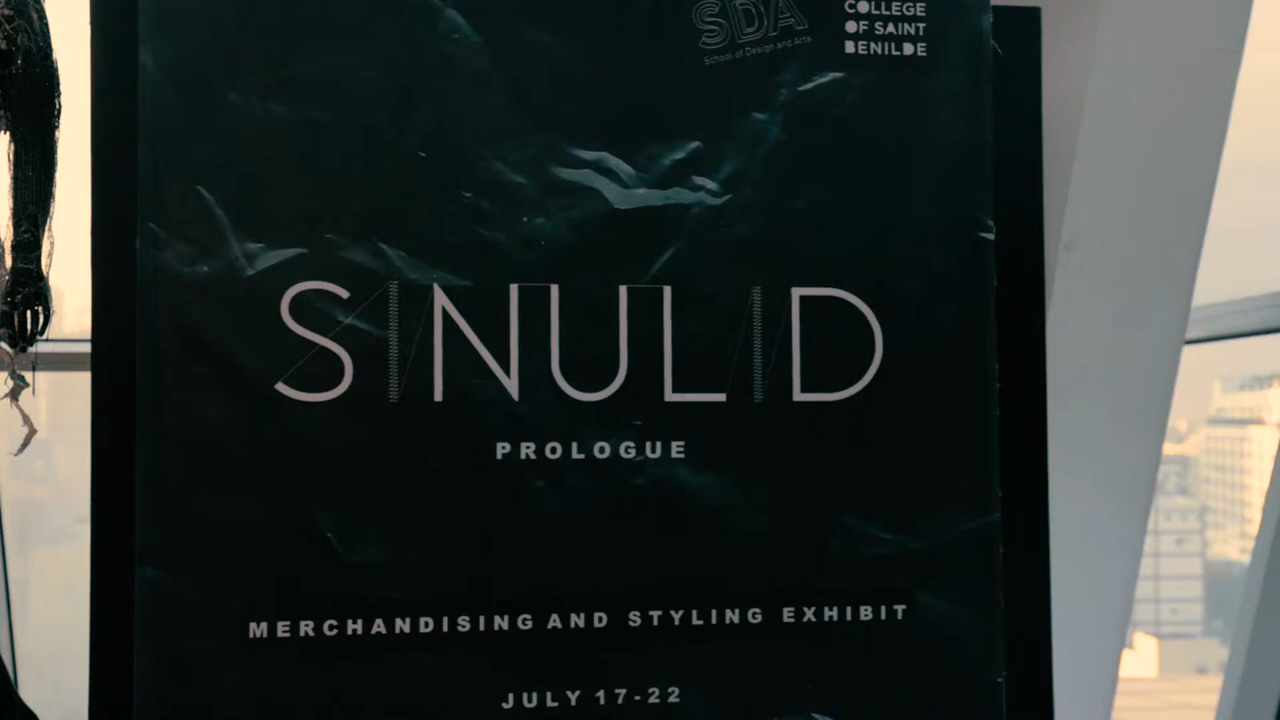 SDA
School of Design and Arts
COLLEGE
OF SAINT
BENILDE
SINULID
PROLOGUE
MERCHANDISING AND STYLING EXHIBIT
JULY 17-22